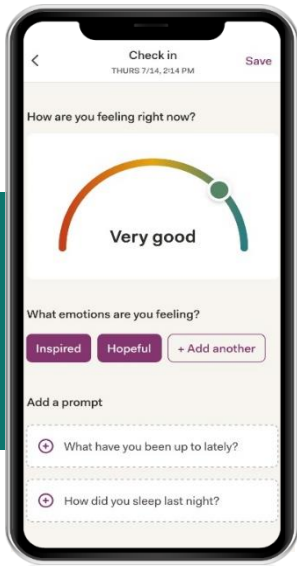 Check in
Save
THURS 7/14, 2:14 PM
How are you feeling right now?
Very good
What emotions are you feeling?
Inspired
Hopeful
+ Add another
Add a prompt
What have you been up to lately?
How did you sleep last night?